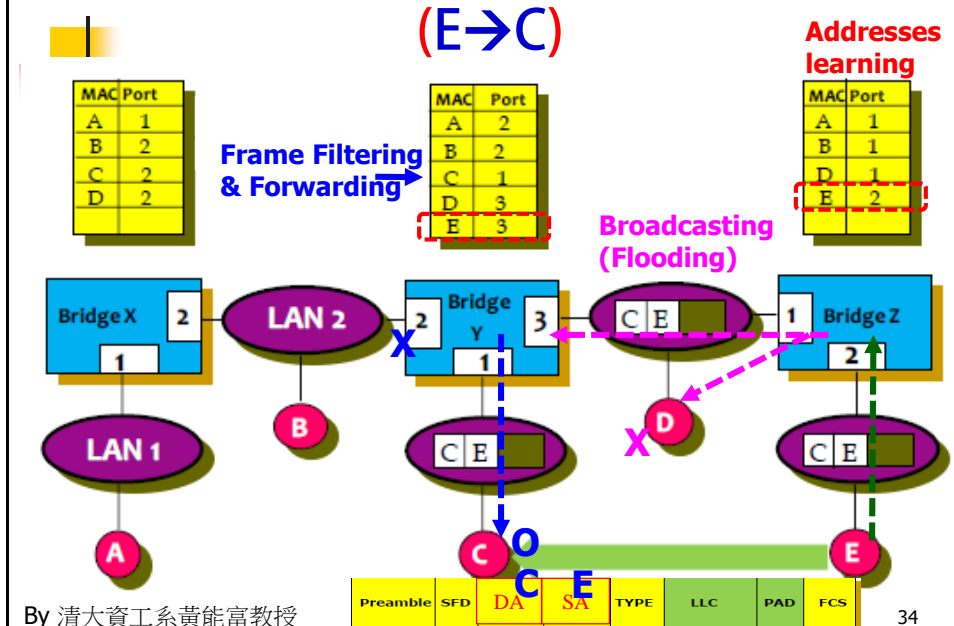 (E→C)
Addresses
learning
MAC Port
A 1
B 2
C 2
D 2
MAC Port
A 2
B 2
C 1
D 3
E 3
MAC Port
A 1
B 1
D 1
E 2
Frame Filtering
& Forwarding
Broadcasting
(Flooding)
Bridge X
2
1
LAN 2
2
X
Bridge
Y
3
1
C E
1
Bridge Z
2
LAN 1
B
C E
X
D
C E
A
C
O
E
C E
Preamble SFD DA SA TYPE LLC PAD FCS
By 清大資工系黃能富教授
34